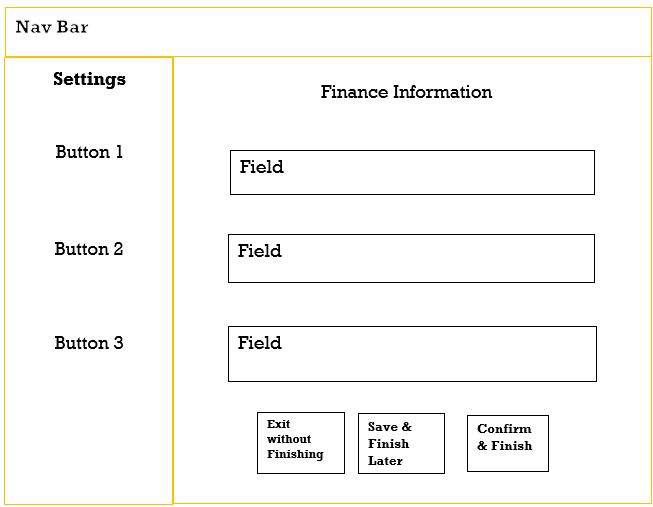 Nav Bar
Settings
Button 1
Button 2
Button 3
Finance Information
Field
Field
Field
Exit
without
Finishing
Save &
Finish
Later
Confirm
& Finish